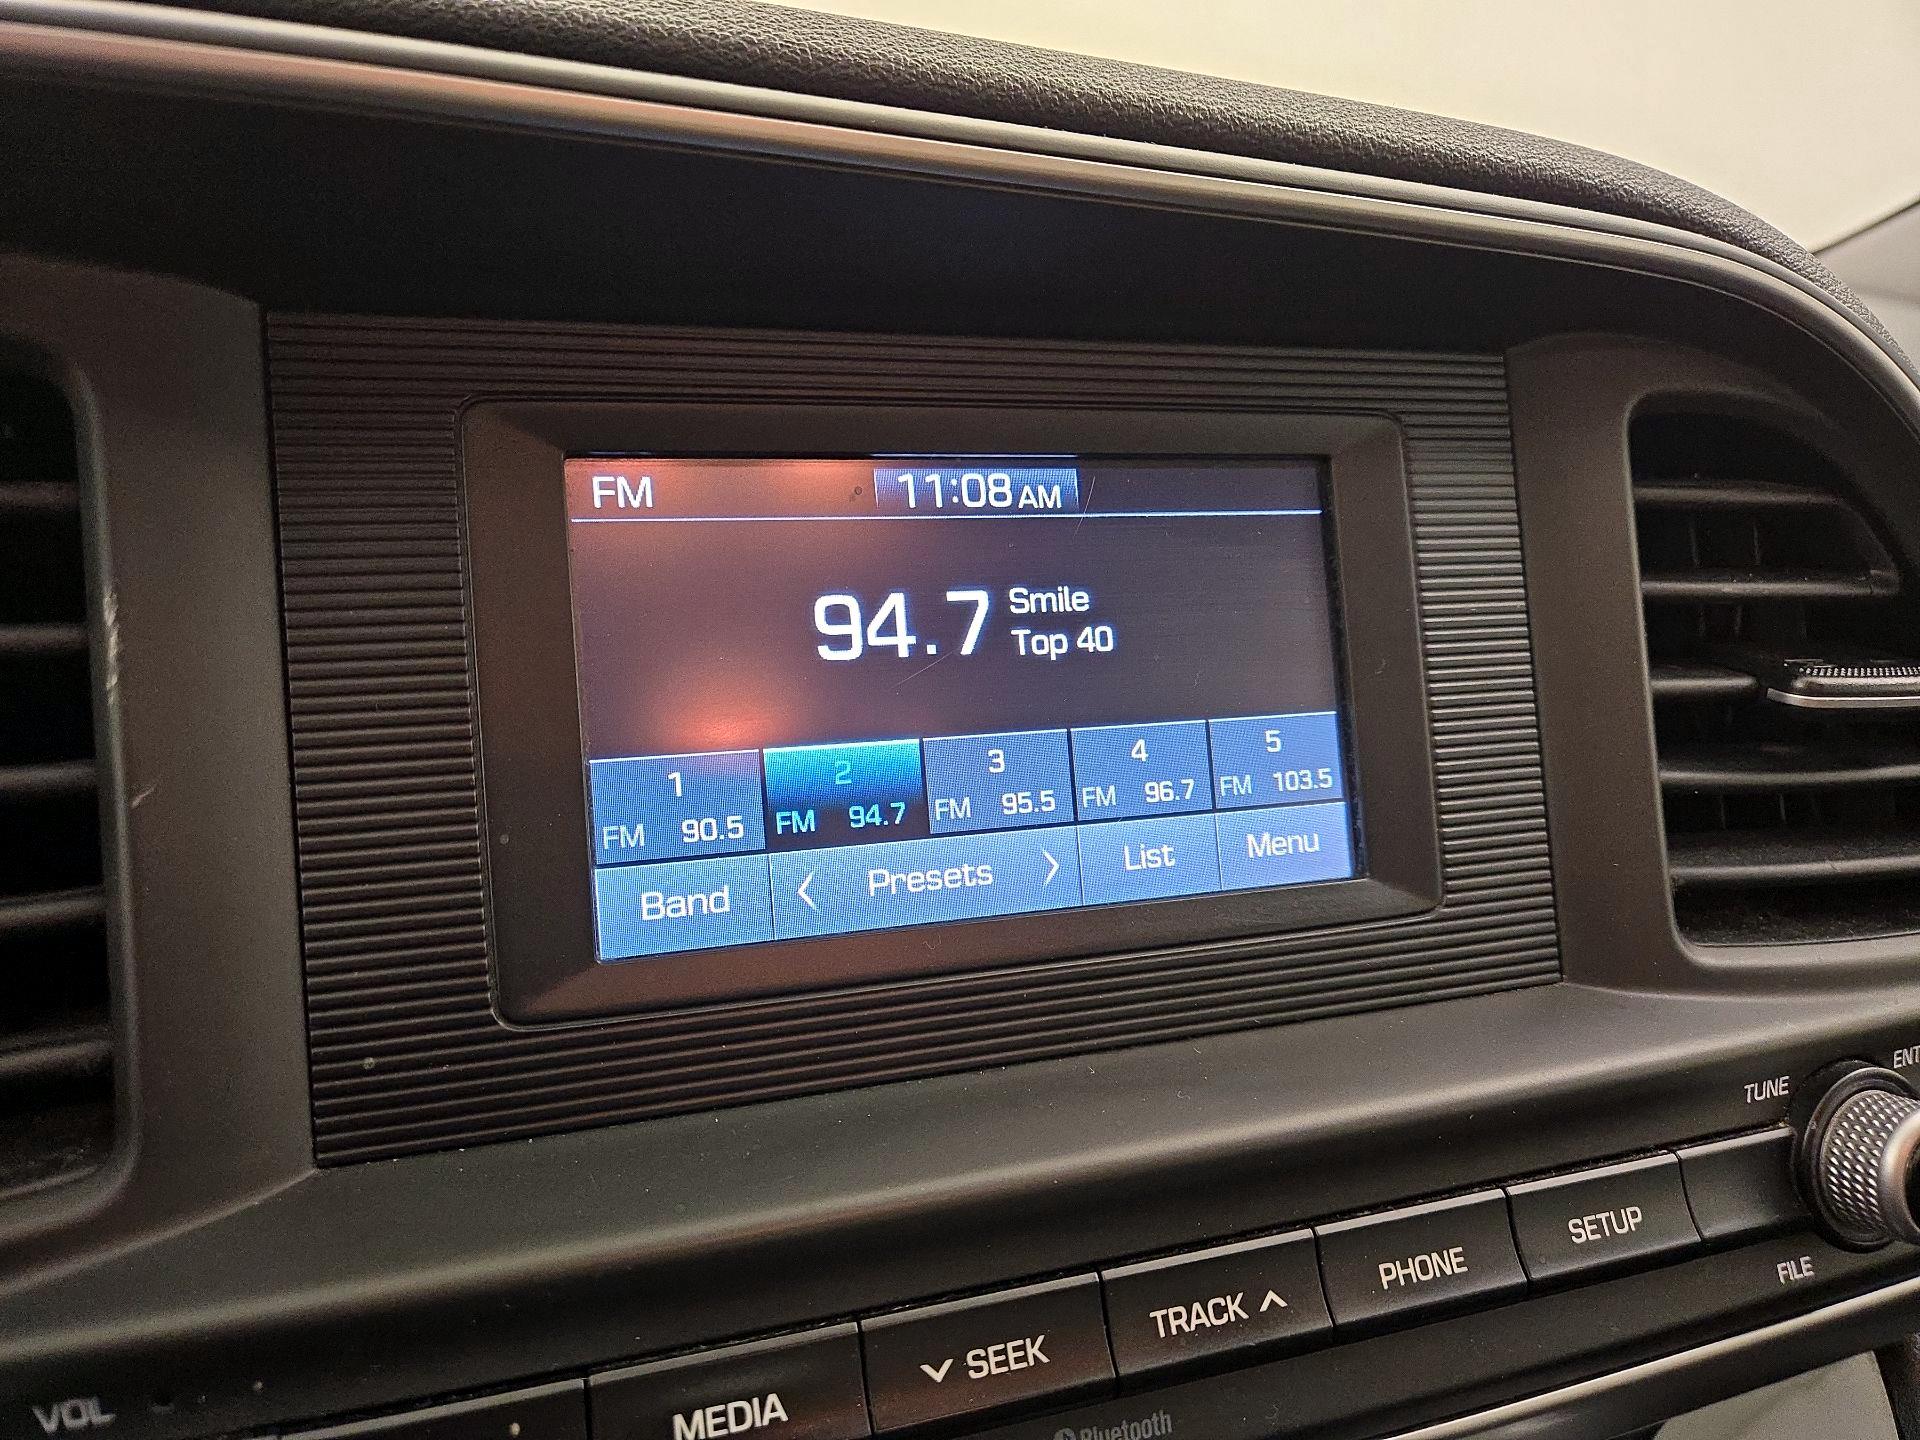 FM 11:08 AM
94.7 Smile
Top 40
1 2 3 4 5
FM 90.5 FM 94.7 FM 95.5 FM 96.7 FM 103.5
Band < Presets > List Menu
TUNE
VOL MEDIA ∨ SEEK TRACK ∧ PHONE SETUP
FILE
Bluetooth